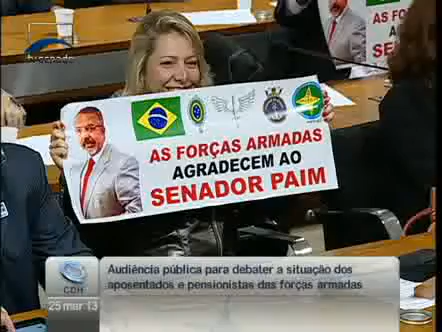 tvsenado
AS FORÇAS ARMADAS
AGRADECEM AO
SENADOR PAIM
CDH
25 mar 13
Audiência pública para debater a situação dos
aposentados e pensionistas das forças armadas